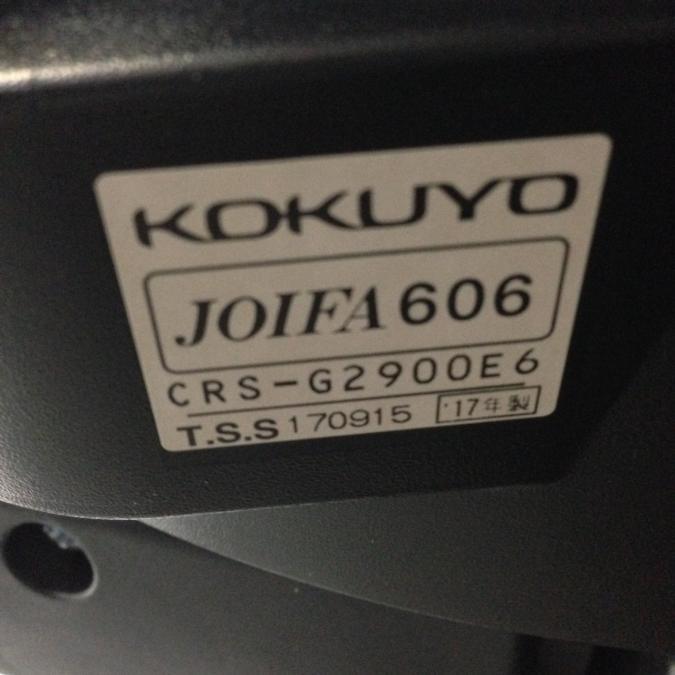 KOKUYO
JOIFA 606
CRS-G2900E6
T.S.S 170915 '17年製